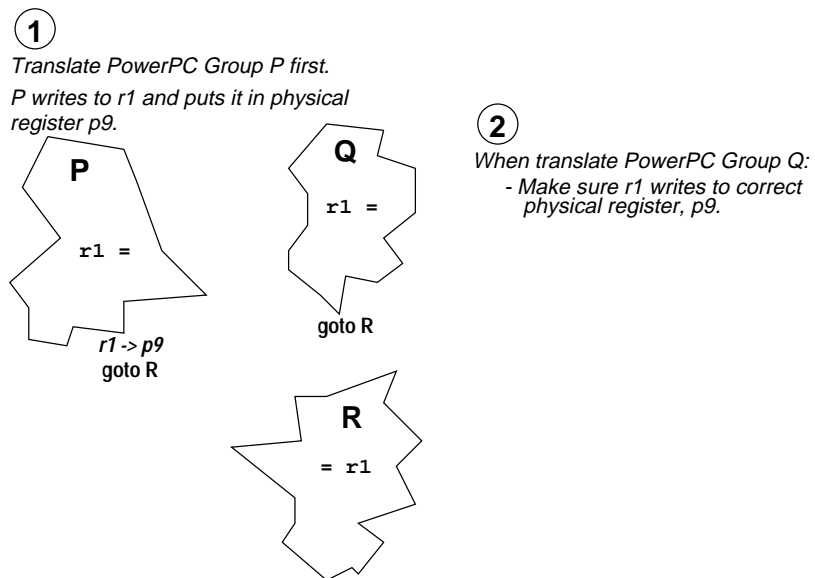 1
Translate PowerPC Group P first.
P writes to r1 and puts it in physical
register p9.
P
r1 =
r1 -> p9
goto R
Q
r1 =
goto R
2
When translate PowerPC Group Q:
- Make sure r1 writes to correct
physical register, p9.
R
= r1